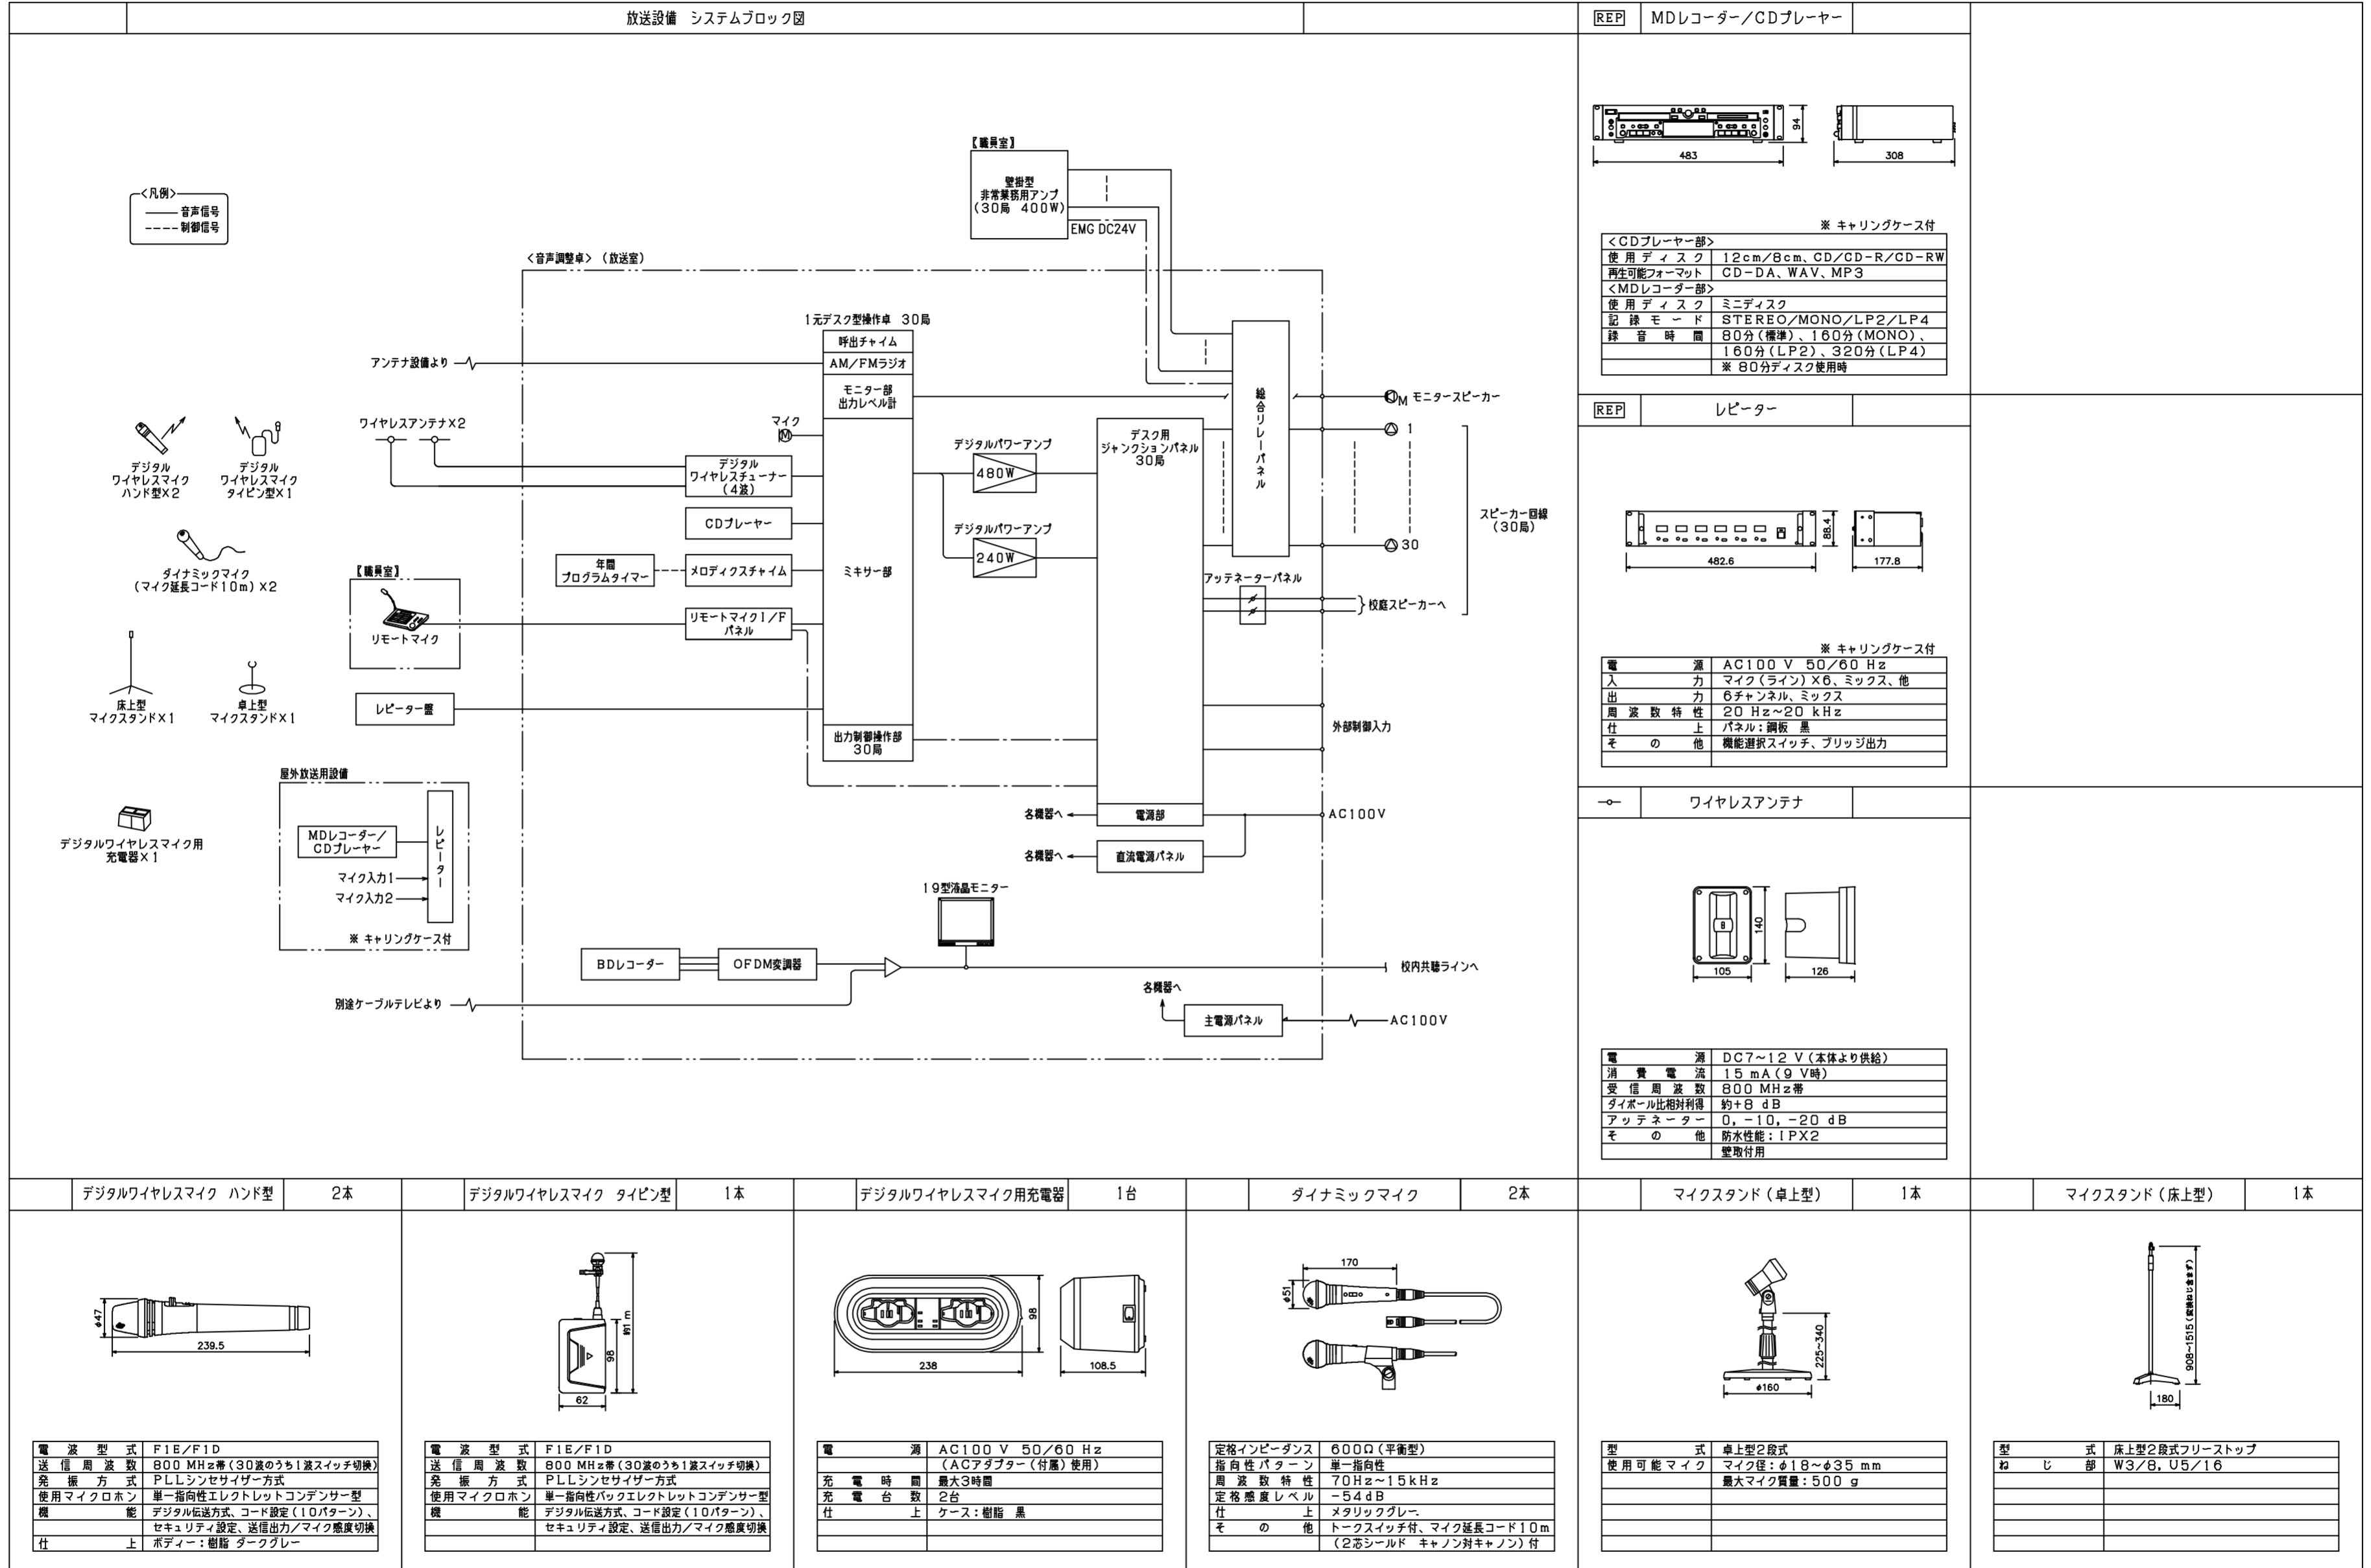 放送設備　システムブロック図
<凡例>
音声信号
制御信号
【職員室】
壁掛型
非常業務用アンプ
(30局　400W)
EMG DC24V
<音声調整卓>（放送室）
1元デスク型操作卓　30局
呼出チャイム
AM／FMラジオ
モニター部
出力レベル計
ミキサー部
出力制御操作部
30局
アンテナ設備より
ワイヤレスアンテナ×2
マイク
M
デジタル
ワイヤレスチューナー
（4波）
CDプレーヤー
年間
プログラムタイマー
メロディクスチャイム
リモートマイクI／F
パネル
【職員室】
リモートマイク
レピーター盤
デジタル
ワイヤレスマイク
ハンド型×2
デジタル
ワイヤレスマイク
タイピン型×1
ダイナミックマイク
（マイク延長コード10m）×2
床上型
マイクスタンド×1
卓上型
マイクスタンド×1
デジタルワイヤレスマイク用
充電器×1
屋外放送用設備
MDレコーダー／
CDプレーヤー
レピーター
マイク入力1
マイク入力2
※ キャリングケース付
デジタルパワーアンプ
480W
デジタルパワーアンプ
240W
デスク用
ジャンクションパネル
30局
電源部
総合リレーパネル
M モニタースピーカー
1
30
スピーカー回線
（30局）
アッテネーターパネル
校庭スピーカーへ
外部制御入力
各機器へ
AC100V
各機器へ
直流電源パネル
19型液晶モニター
BDレコーダー
OFDM変調器
校内共聴ラインへ
別途ケーブルテレビより
各機器へ
主電源パネル
AC100V
REP MDレコーダー／CDプレーヤー
483
94
308
※ キャリングケース付
<CDプレーヤー部>
使用ディスク 12cm／8cm、CD／CD-R／CD-RW
再生可能フォーマット CD-DA、WAV、MP3
<MDレコーダー部>
使用ディスク ミニディスク
記録モード STEREO／MONO／LP2／LP4
録音時間 80分（標準）、160分（MONO）、
160分（LP2）、320分（LP4）
※ 80分ディスク使用時
REP レピーター
482.6
88.4
177.8
※ キャリングケース付
電源 AC100 V 50／60 Hz
入力 マイク（ライン）×6、ミックス、他
出力 6チャンネル、ミックス
周波数特性 20 Hz～20 kHz
仕上 パネル：鋼板 黒
その他 機能選択スイッチ、ブリッジ出力
ワイヤレスアンテナ
105
140
126
電源 DC7～12 V（本体より供給）
消費電流 15 mA（9 V時）
受信周波数 800 MHz帯
ダイポール比相対利得 約+8 dB
アッテネーター 0, -10, -20 dB
その他 防水性能：IPX2
壁取付用
デジタルワイヤレスマイク　ハンド型 2本
φ47
239.5
電波型式 F1E／F1D
送信周波数 800 MHz帯（30波のうち1波スイッチ切換）
発振方式 PLLシンセサイザー方式
使用マイクロホン 単一指向性エレクトレットコンデンサー型
機能 デジタル伝送方式、コード設定（10パターン）、
セキュリティ設定、送信出力／マイク感度切換
仕上 ボディー：樹脂 ダークグレー
デジタルワイヤレスマイク　タイピン型 1本
約1 m
98
62
電波型式 F1E／F1D
送信周波数 800 MHz帯（30波のうち1波スイッチ切換）
発振方式 PLLシンセサイザー方式
使用マイクロホン 単一指向性バックエレクトレットコンデンサー型
機能 デジタル伝送方式、コード設定（10パターン）、
セキュリティ設定、送信出力／マイク感度切換
デジタルワイヤレスマイク用充電器 1台
98
238
108.5
電源 AC100 V 50／60 Hz
（ACアダプター（付属）使用）
充電時間 最大3時間
充電台数 2台
仕上 ケース：樹脂 黒
ダイナミックマイク 2本
170
φ51
定格インピーダンス 600Ω（平衡型）
指向性パターン 単一指向性
周波数特性 70Hz～15kHz
定格感度レベル -54dB
仕上 メタリックグレー、
その他 トークスイッチ付、マイク延長コード10m
（2芯シールド キャノン対キャノン）付
マイクスタンド（卓上型） 1本
225～340
φ160
型式 卓上型2段式
使用可能マイク マイク径：φ18～φ35 mm
最大マイク質量：500 g
マイクスタンド（床上型） 1本
908～1515（変換ねじ含まず）
180
型式 床上型2段式フリーストップ
ねじ部 W3／8, U5／16